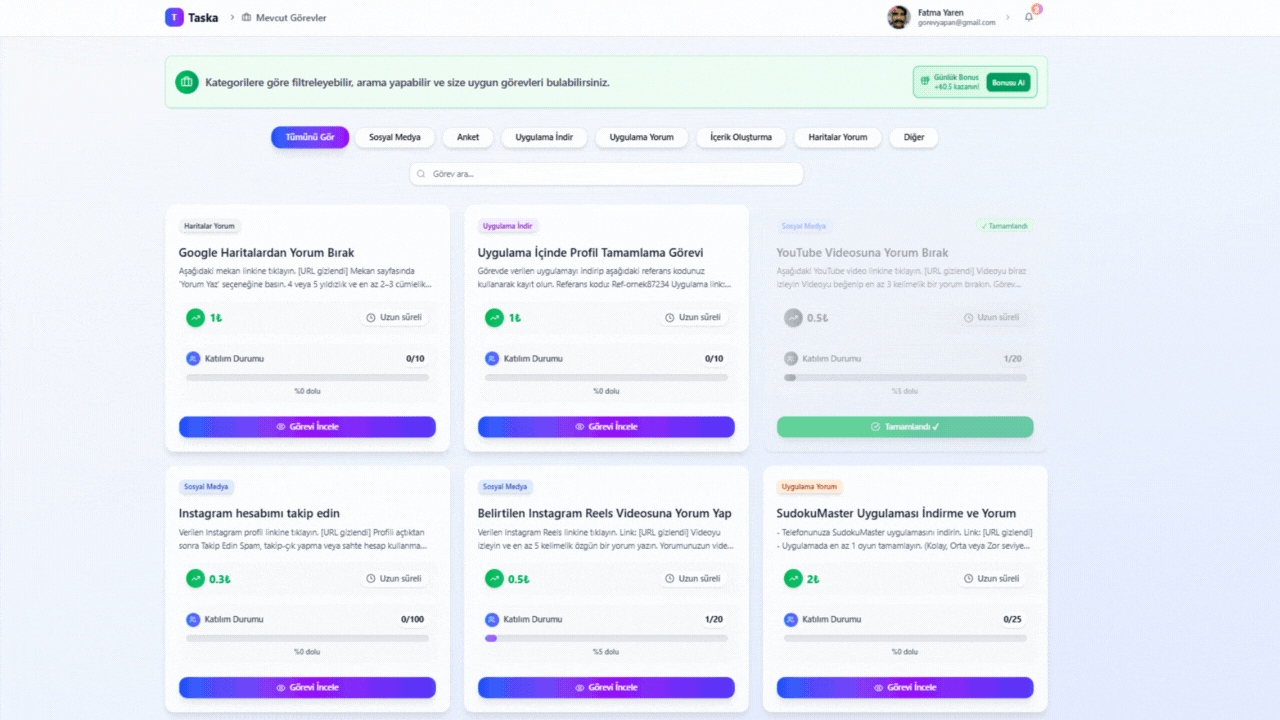 T Taska > Mevcut Görevler
Fatma Yaren
gorevyapan@gmail.com
Kategorilere göre filtreleyebilir, arama yapabilir ve size uygun görevleri bulabilirsiniz.
Günlük Bonus
+₺0.5 kazanın!
Bonusu Al
Tümünü Gör
Sosyal Medya
Anket
Uygulama İndir
Uygulama Yorum
İçerik Oluşturma
Haritalar Yorum
Diğer
Görev ara...
Haritalar Yorum
Google Haritalardan Yorum Bırak
Aşağıdaki mekan linkine tıklayın. [URL gizlendi] Mekan sayfasında
'Yorum Yaz' seçeneğine basın. 4 veya 5 yıldızlık ve en az 2–3 cümlelik...
1₺
Uzun süreli
Katılım Durumu
0/10
%0 dolu
Görevi İncele
Uygulama İndir
Uygulama İçinde Profil Tamamlama Görevi
Görevde verilen uygulamayı indirip aşağıdaki referans kodunuz
kullanarak kayıt olun. Referans kodu: Ref-ornek87234 Uygulama link:...
1₺
Uzun süreli
Katılım Durumu
0/10
%0 dolu
Görevi İncele
Sosyal Medya
✓ Tamamlandı
YouTube Videosuna Yorum Bırak
Aşağıdaki YouTube video linkine tıklayın. [URL gizlendi] Videoyu biraz
izleyin Videoyu beğenip en az 3 kelimelik bir yorum bırakın. Görev...
0.5₺
Uzun süreli
Katılım Durumu
1/20
%5 dolu
Tamamlandı ✓
Sosyal Medya
Instagram hesabımı takip edin
Verilen Instagram profil linkine tıklayın. [URL gizlendi] Profili açtıktan
sonra Takip Edin Spam, takip-çık yapma veya sahte hesap kullanma...
0.3₺
Uzun süreli
Katılım Durumu
0/100
%0 dolu
Görevi İncele
Sosyal Medya
Belirtilen Instagram Reels Videosuna Yorum Yap
Verilen Instagram Reels linkine tıklayın. Link: [URL gizlendi] Videoyu
izleyin ve en az 5 kelimelik özgün bir yorum yazın. Yorumunuzun vide...
0.5₺
Uzun süreli
Katılım Durumu
1/20
%5 dolu
Görevi İncele
Uygulama Yorum
SudokuMaster Uygulaması İndirme ve Yorum
- Telefonunuza SudokuMaster uygulamasını indirin. Link: [URL gizlendi]
- Uygulamada en az 1 oyun tamamlayın. (Kolay, Orta veya Zor seviye...
2₺
Uzun süreli
Katılım Durumu
0/25
%0 dolu
Görevi İncele